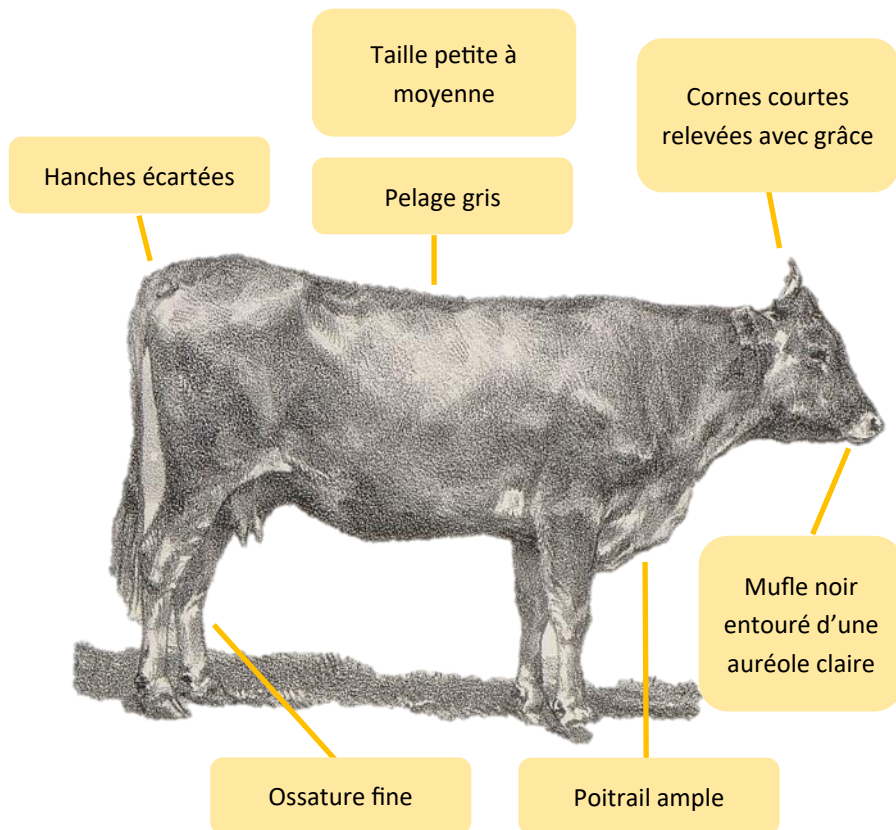 Taille petite à
moyenne
Cornes courtes
relevées avec grâce
Hanches écartées
Pelage gris
Mufle noir
entouré d’une
auréole claire
Ossature fine
Poitrail ample